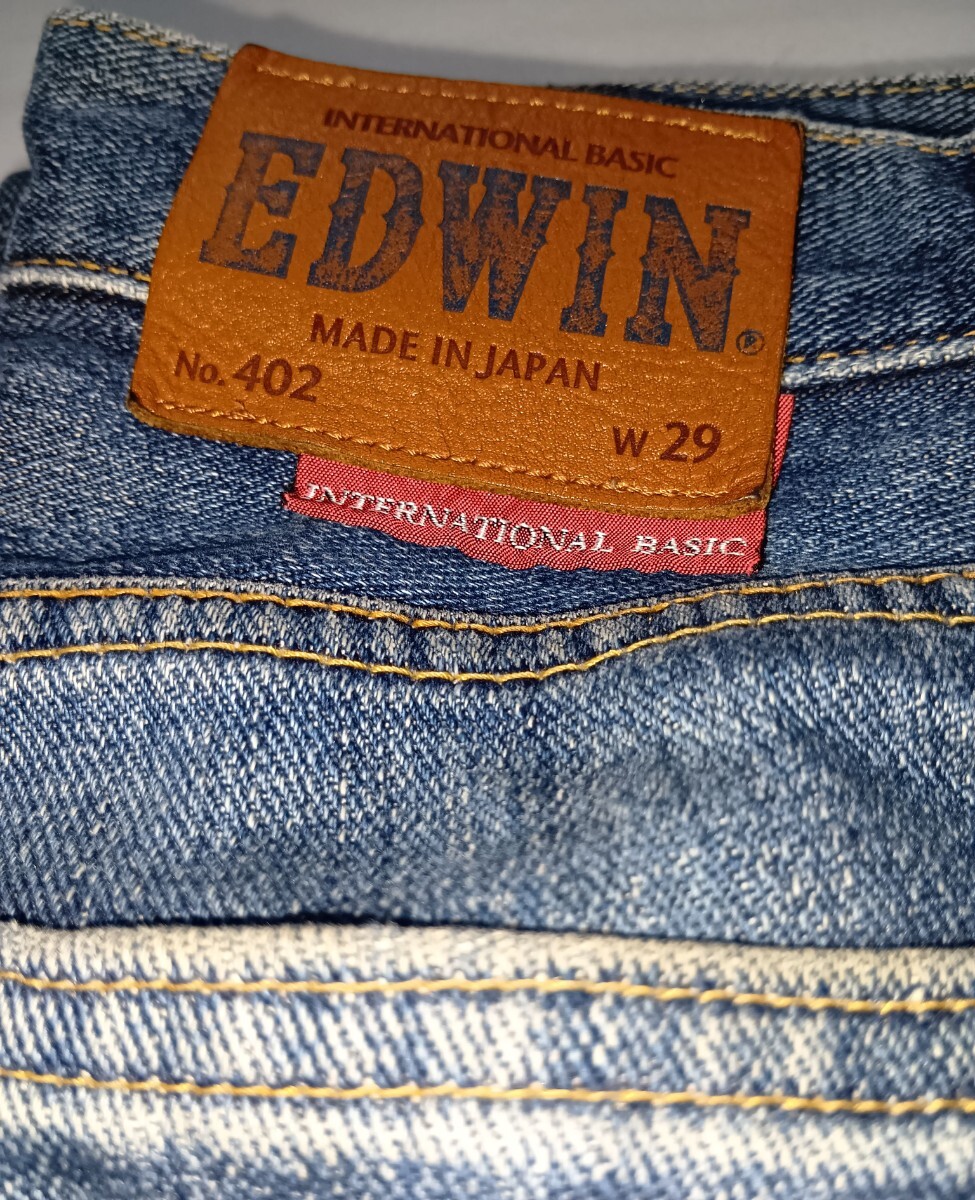 INTERNATIONAL BASIC
EDWIN®
MADE IN JAPAN
No. 402
W 29
INTERNATIONAL BASIC